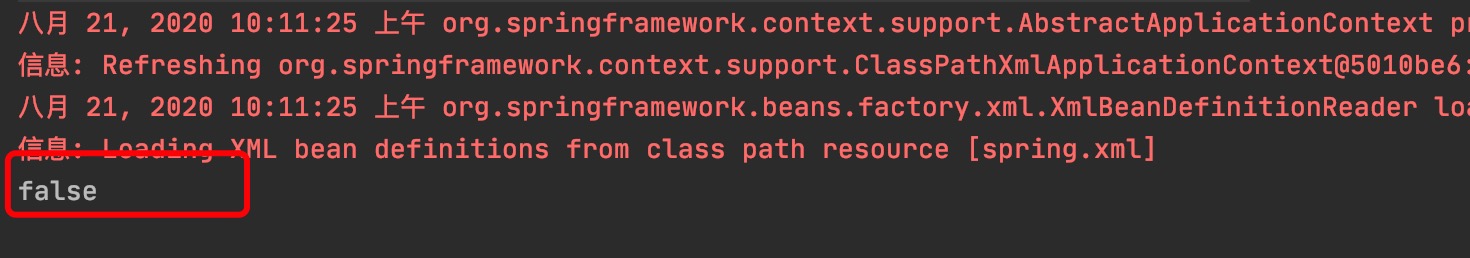 八月 21, 2020 10:11:25 上午 org.springframework.context.support.AbstractApplicationContext pr
信息: Refreshing org.springframework.context.support.ClassPathXmlApplicationContext@5010be6:
八月 21, 2020 10:11:25 上午 org.springframework.beans.factory.xml.XmlBeanDefinitionReader loa
信息: Loading XML bean definitions from class path resource [spring.xml]
false